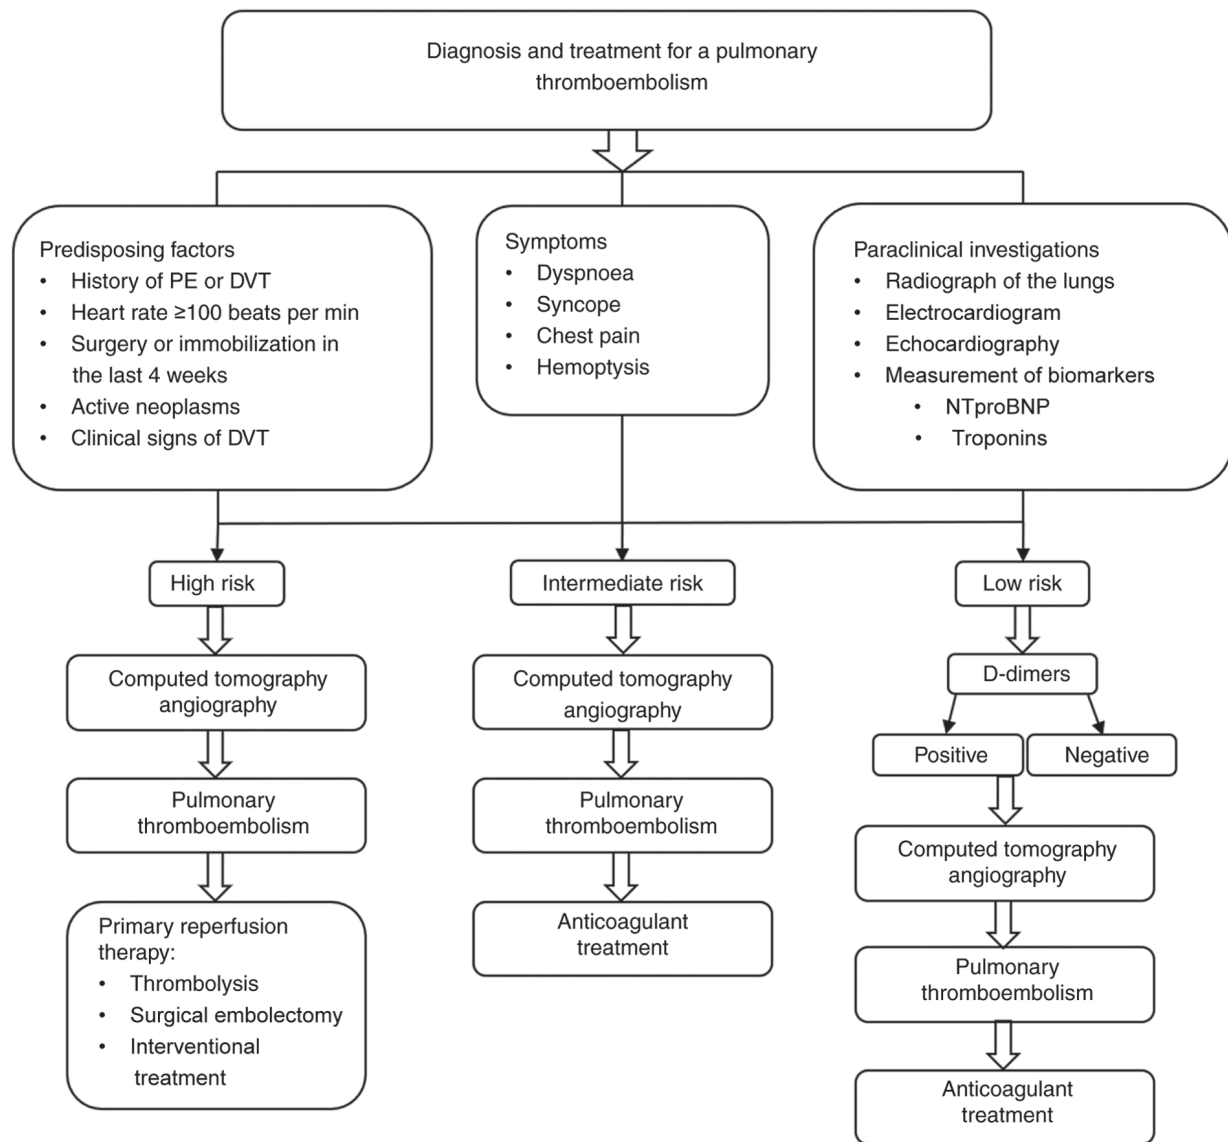 Diagnosis and treatment for a pulmonary
thromboembolism
Predisposing factors
• History of PE or DVT
• Heart rate ≥100 beats per min
• Surgery or immobilization in
the last 4 weeks
• Active neoplasms
• Clinical signs of DVT
Symptoms
• Dyspnoea
• Syncope
• Chest pain
• Hemoptysis
Paraclinical investigations
• Radiograph of the lungs
• Electrocardiogram
• Echocardiography
• Measurement of biomarkers
• NTproBNP
• Troponins
High risk
Computed tomography
angiography
Pulmonary
thromboembolism
Primary reperfusion
therapy:
• Thrombolysis
• Surgical embolectomy
• Interventional
treatment
Intermediate risk
Computed tomography
angiography
Pulmonary
thromboembolism
Anticoagulant
treatment
Low risk
D-dimers
Positive
Negative
Computed tomography
angiography
Pulmonary
thromboembolism
Anticoagulant
treatment